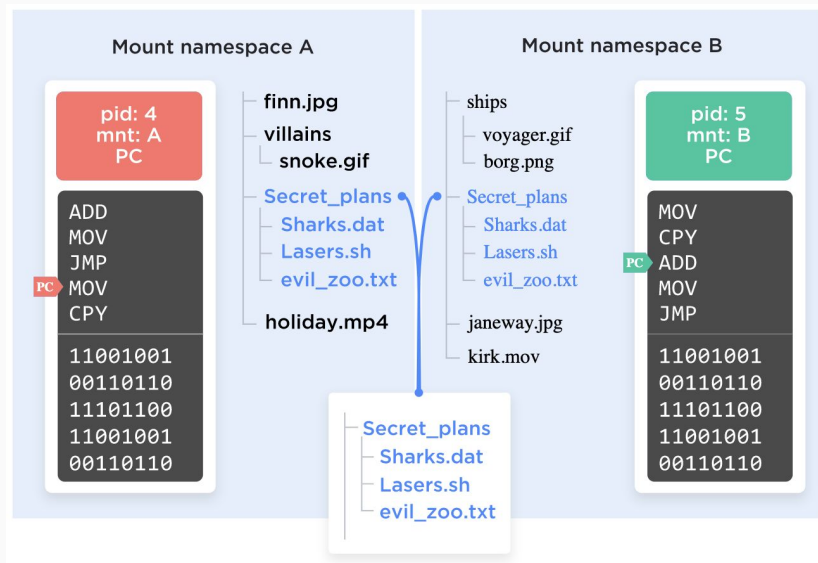 Mount namespace A
pid: 4
mnt: A
PC
ADD
MOV
JMP
PC
MOV
CPY
11001001
00110110
11101100
11001001
00110110
finn.jpg
villains
snoke.gif
Secret_plans
Sharks.dat
Lasers.sh
evil_zoo.txt
holiday.mp4
Mount namespace B
ships
voyager.gif
borg.png
Secret_plans
Sharks.dat
Lasers.sh
evil_zoo.txt
janeway.jpg
kirk.mov
pid: 5
mnt: B
PC
MOV
CPY
PC
ADD
MOV
JMP
11001001
00110110
11101100
11001001
00110110
Secret_plans
Sharks.dat
Lasers.sh
evil_zoo.txt